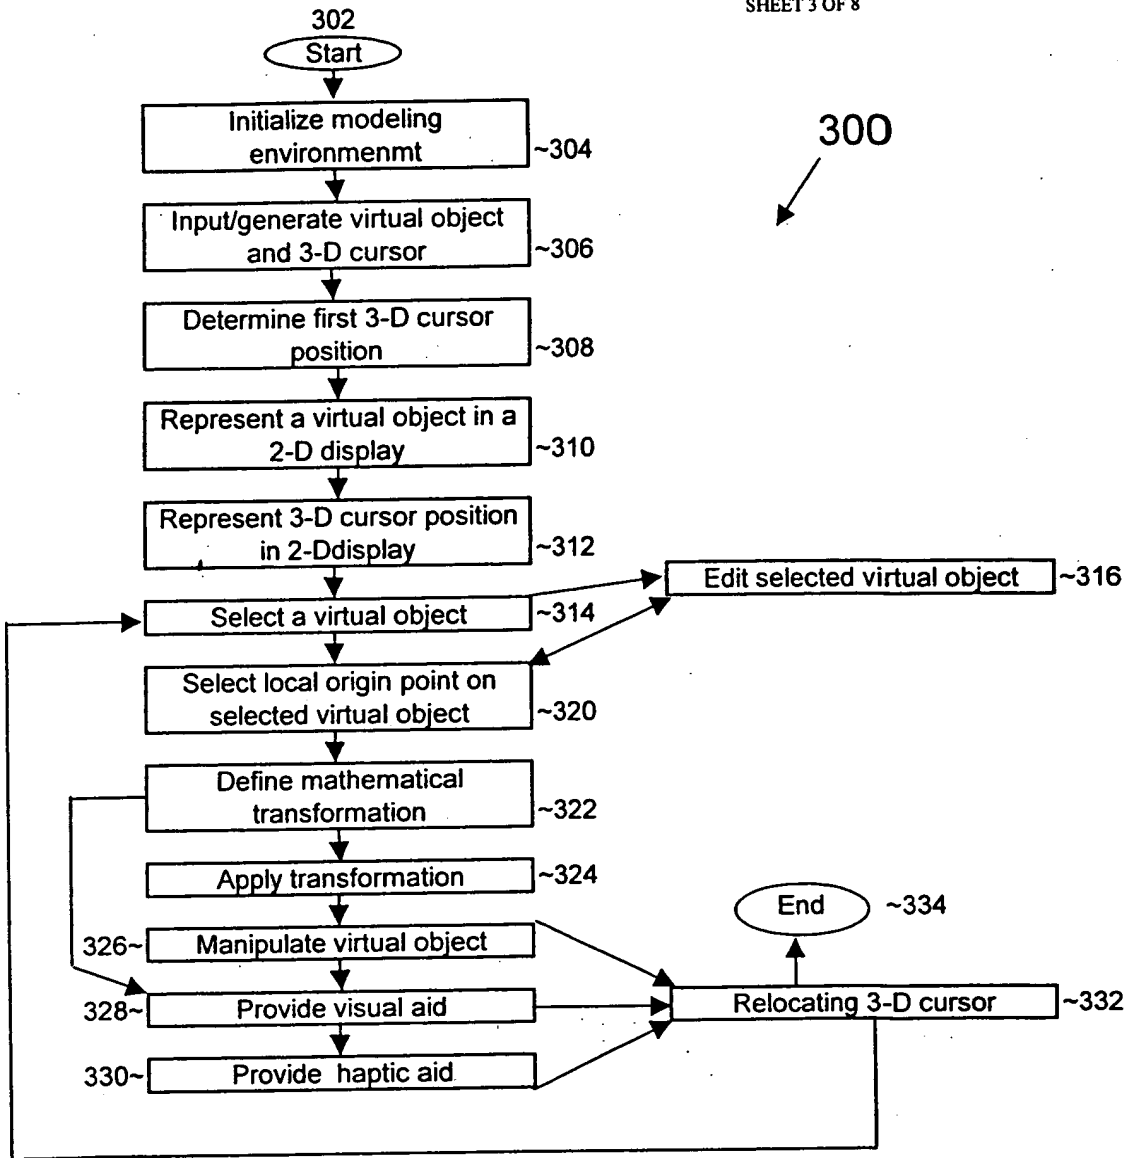 SHEET 3 OF 8
302
Start
300
Initialize modeling
environmenmt
~304
Input/generate virtual object
and 3-D cursor
~306
Determine first 3-D cursor
position
~308
Represent a virtual object in a
2-D display
~310
Represent 3-D cursor position
in 2-Ddisplay
~312
Edit selected virtual object
~316
Select a virtual object
~314
Select local origin point on
selected virtual object
~320
Define mathematical
transformation
~322
Apply transformation
~324
End
~334
326~
Manipulate virtual object
328~
Provide visual aid
Relocating 3-D cursor
~332
330~
Provide haptic aid